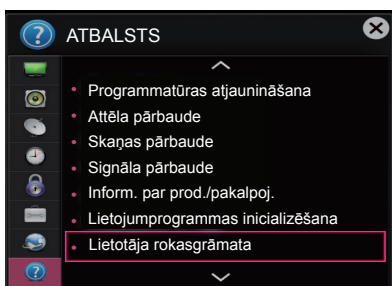 ATBALSTS
Programmatūras atjaunināšana
Attēla pārbaude
Skaņas pārbaude
Signāla pārbaude
Inform. par prod./pakalpoj.
Lietojumprogrammas inicializēšana
Lietotāja rokasgrāmata